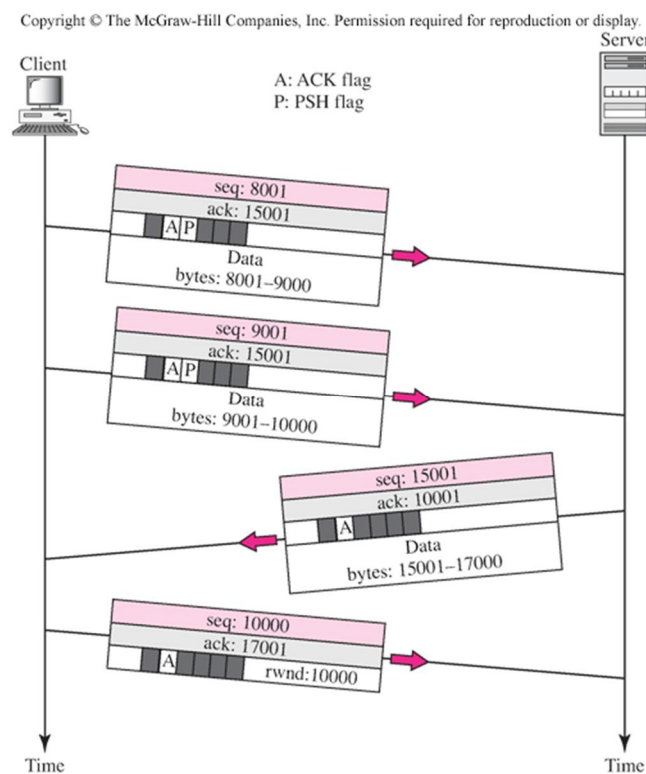 Copyright © The McGraw-Hill Companies, Inc. Permission required for reproduction or display.
Client
Server
A: ACK flag
P: PSH flag
seq: 8001
ack: 15001
A P
Data
bytes: 8001–9000
seq: 9001
ack: 15001
A P
Data
bytes: 9001–10000
seq: 15001
ack: 10001
A
Data
bytes: 15001–17000
seq: 10000
ack: 17001
A
rwnd:10000
Time
Time